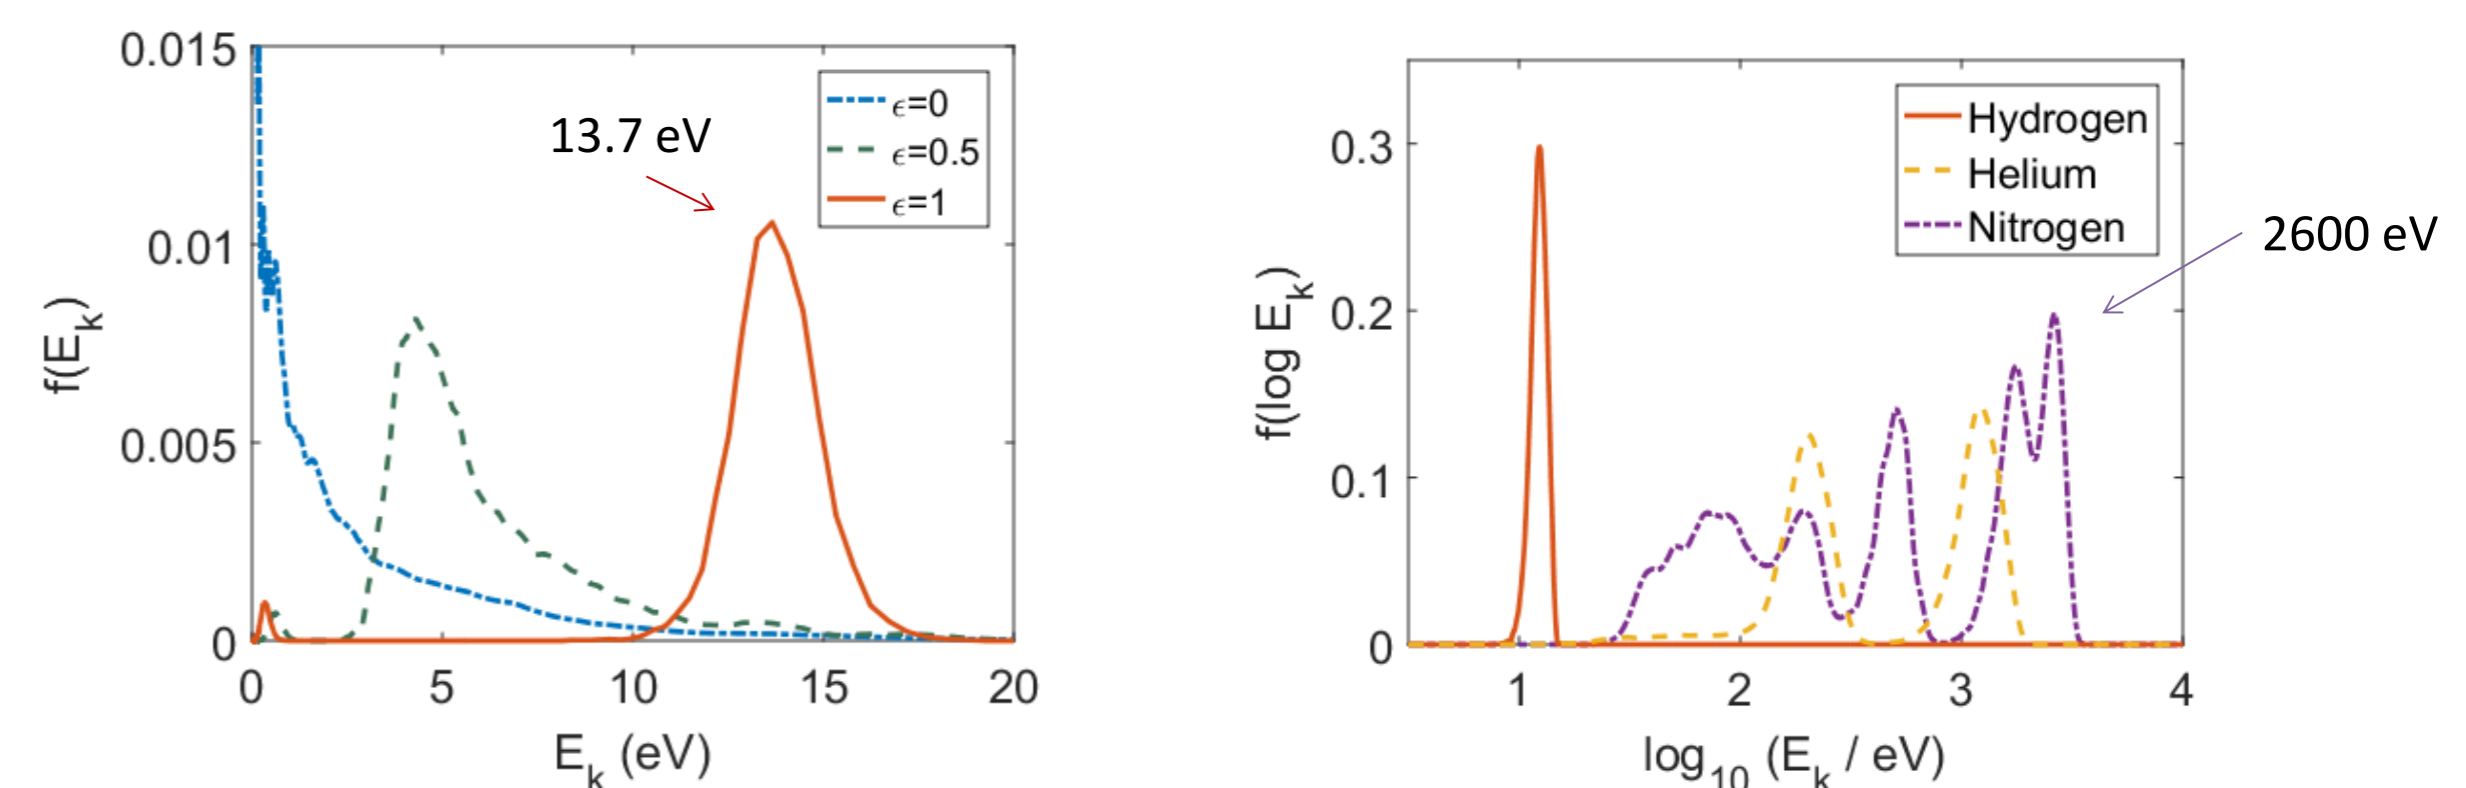 0.015
0.01
0.005
0
f(E_k)
13.7 eV
ϵ=0
ϵ=0.5
ϵ=1
0 5 10 15 20
E_k (eV)
0.3
0.2
0.1
0
f(log E_k)
Hydrogen
Helium
Nitrogen
2600 eV
1 2 3 4
log_10 (E_k / eV)